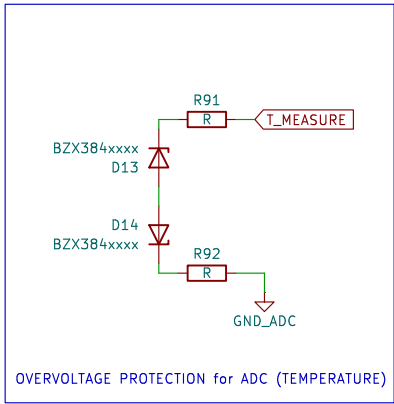 R91
R
T_MEASURE
BZX384xxxx
D13
D14
BZX384xxxx
R92
R
GND_ADC
OVERVOLTAGE PROTECTION for ADC (TEMPERATURE)